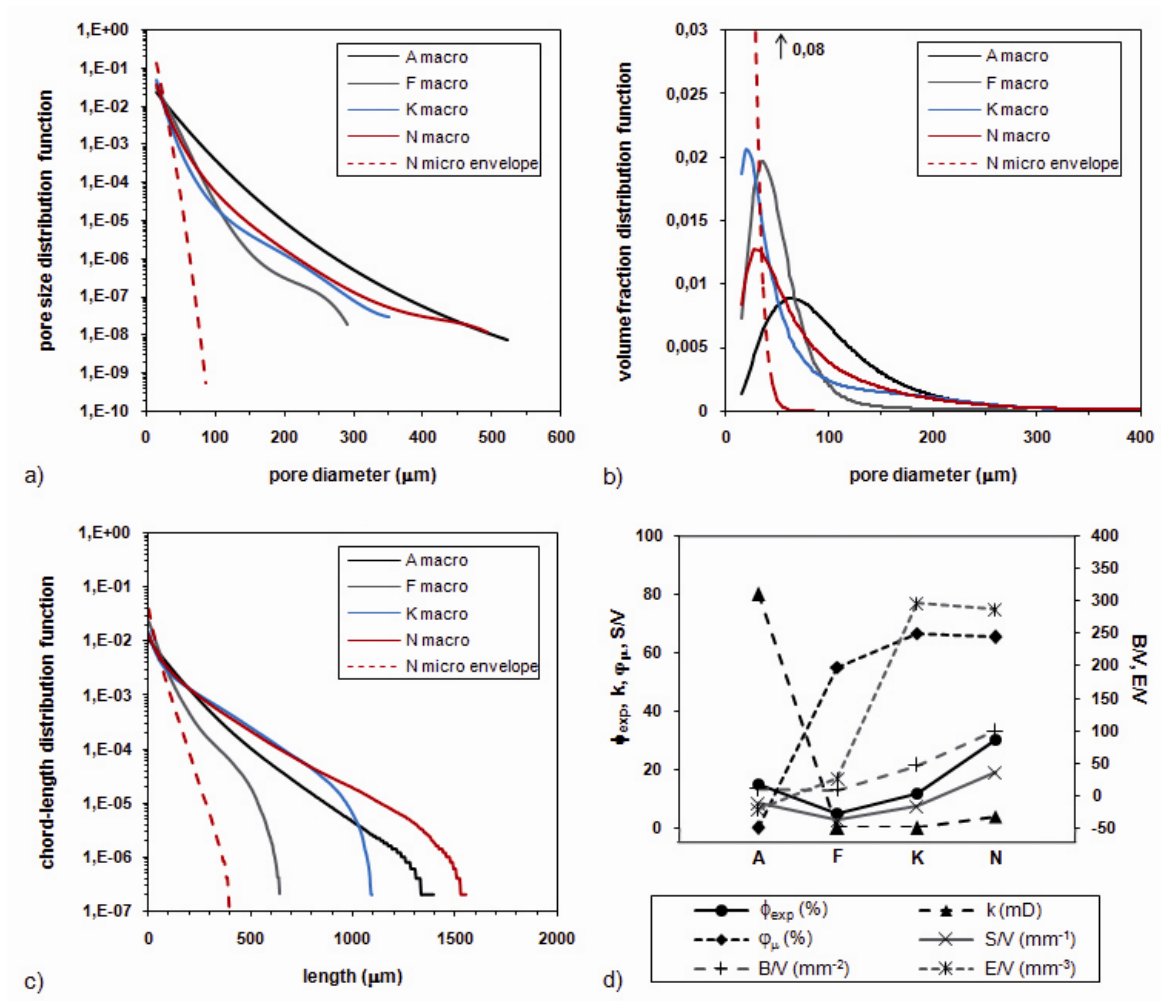 1,E+00
1,E-01
1,E-02
1,E-03
1,E-04
1,E-05
1,E-06
1,E-07
1,E-08
1,E-09
1,E-10
pore size distribution function
A macro
F macro
K macro
N macro
N micro envelope
0 100 200 300 400 500 600
pore diameter (μm)
a)
0,03
0,025
0,02
0,015
0,01
0,005
0
volume fraction distribution function
0,08
A macro
F macro
K macro
N macro
N micro envelope
0 100 200 300 400
pore diameter (μm)
b)
1,E+00
1,E-01
1,E-02
1,E-03
1,E-04
1,E-05
1,E-06
1,E-07
chord-length distribution function
A macro
F macro
K macro
N macro
N micro envelope
0 500 1000 1500 2000
length (μm)
c)
100
80
60
40
20
0
ϕexp, k, φμ, S/V
400
350
300
250
200
150
100
50
0
-50
B/V, E/V
A F K N
ϕexp (%) k (mD)
φμ (%) S/V (mm-1)
B/V (mm-2) E/V (mm-3)
d)